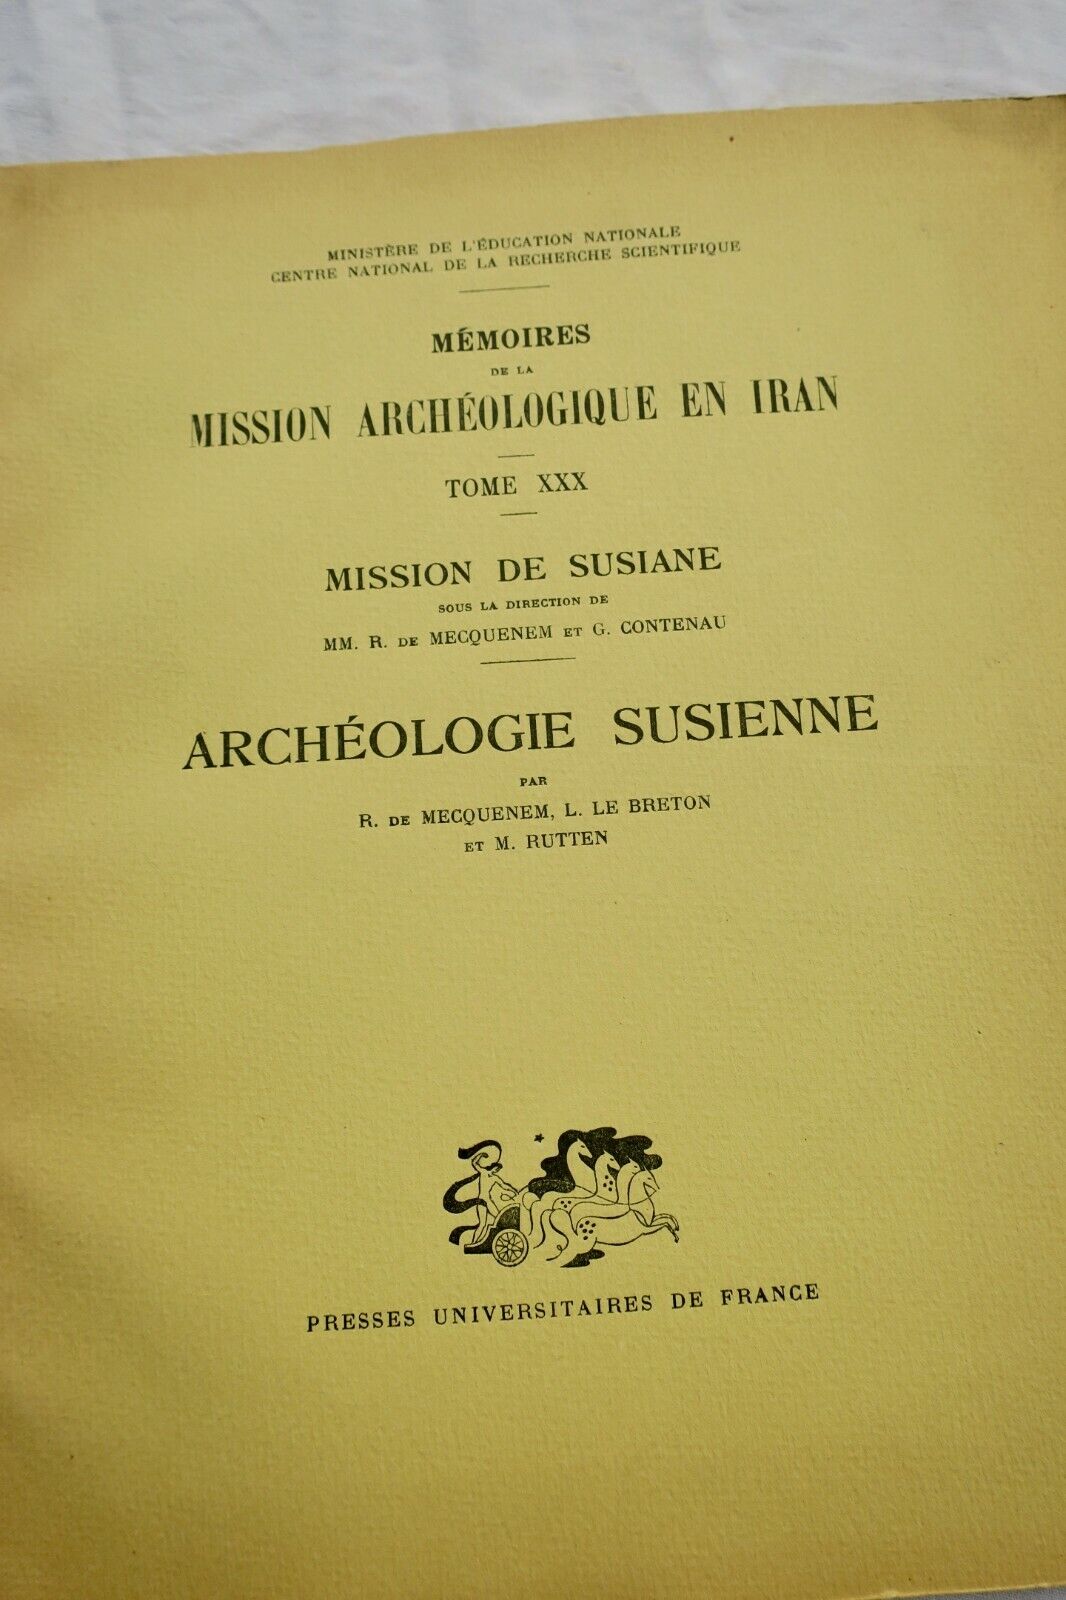 MINISTÈRE DE L'ÉDUCATION NATIONALE
CENTRE NATIONAL DE LA RECHERCHE SCIENTIFIQUE
MÉMOIRES
DE LA
MISSION ARCHÉOLOGIQUE EN IRAN
TOME XXX
MISSION DE SUSIANE
SOUS LA DIRECTION DE
MM. R. DE MECQUENEM ET G. CONTENAU
ARCHÉOLOGIE SUSIENNE
PAR
R. DE MECQUENEM, L. LE BRETON
ET M. RUTTEN
PRESSES UNIVERSITAIRES DE FRANCE